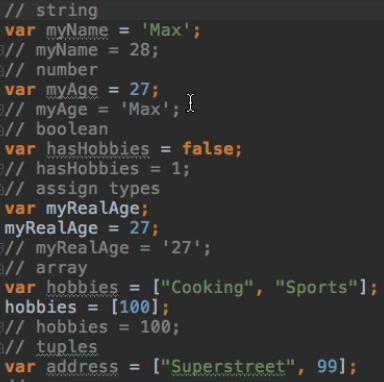 // string
var myName = 'Max';
// myName = 28;
// number
var myAge = 27;
// myAge = 'Max';
// boolean
var hasHobbies = false;
// hasHobbies = 1;
// assign types
var myRealAge;
myRealAge = 27;
// myRealAge = '27';
// array
var hobbies = ["Cooking", "Sports"];
hobbies = [100];
// hobbies = 100;
// tuples
var address = ["Superstreet", 99];